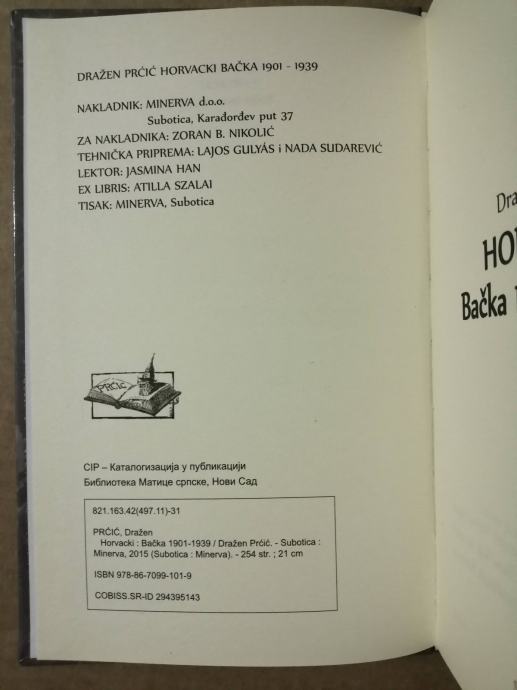 DRAŽEN PRĆIĆ HORVACKI BAČKA 1901 - 1939
NAKLADNIK: MINERVA d.o.o.
Subotica, Karađorđev put 37
ZA NAKLADNIKA: ZORAN B. NIKOLIĆ
TEHNIČKA PRIPREMA: LAJOS GULYÁS i NADA SUDAREVIĆ
LEKTOR: JASMINA HAN
EX LIBRIS: ATILLA SZALAI
TISAK: MINERVA, Subotica
PRĆIĆ
CIP – Каталогизација у публикацији
Библиотека Матице српске, Нови Сад
821.163.42(497.11)-31
PRĆIĆ, Dražen
Horvacki : Bačka 1901-1939 / Dražen Prćić. - Subotica :
Minerva, 2015 (Subotica : Minerva). - 254 str. ; 21 cm
ISBN 978-86-7099-101-9
COBISS.SR-ID 294395143
Dra
HO
Bačka